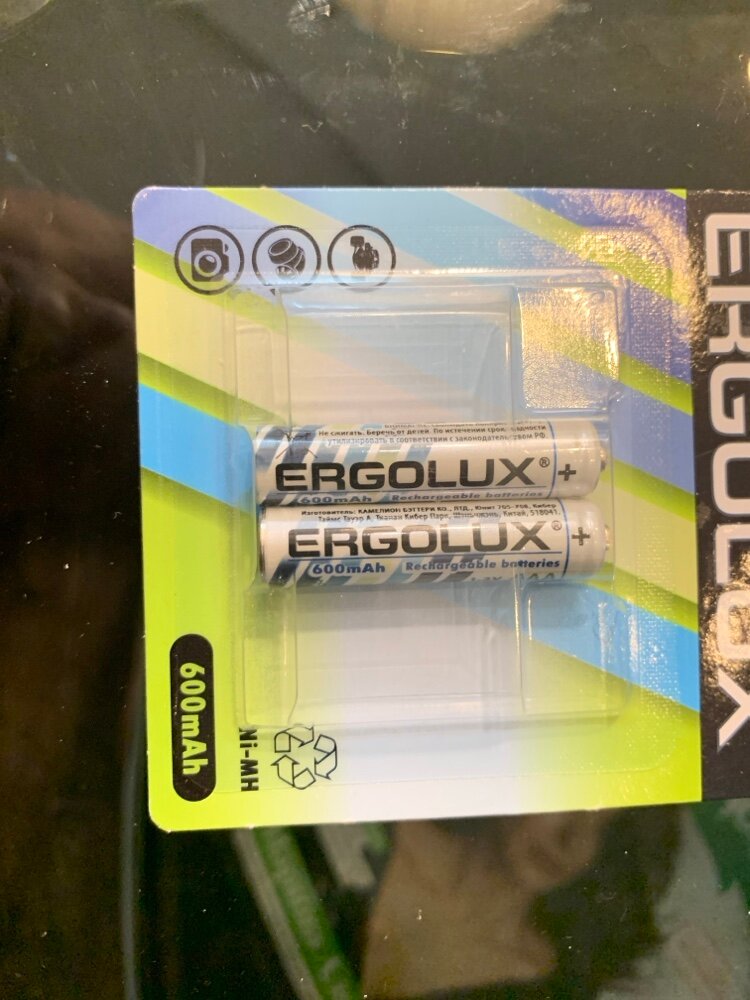 Не сжигать. Беречь от детей. По истечении срока годности
утилизировать в соответствии с законодательством РФ.
ERGOLUX® +
600mAh Rechargeable batteries
Изготовитель: КАМЕЛИОН БЭТТЕРИ КО., ЛТД., Юнит 705-708, Кибер
Таймс Тауэр А, Тианан Кибер Парк, Шэньчжэнь, Китай, 518041.
ERGOLUX® +
600mAh Rechargeable batteries
AAA
600mAh
Ni-MH
ERGOLUX